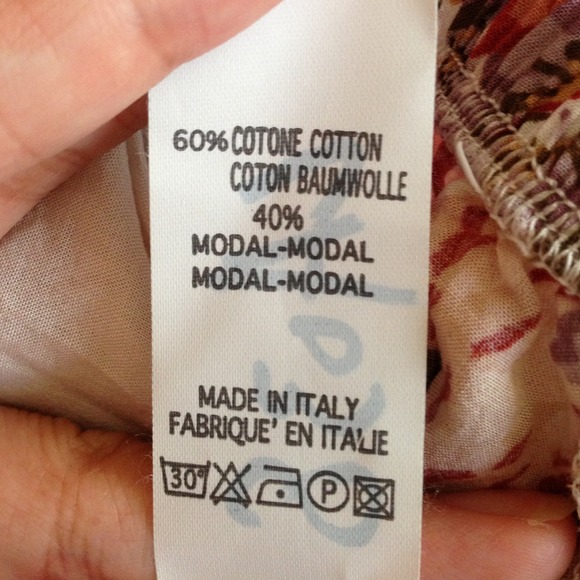 60% COTONE COTTON
COTON BAUMWOLLE
40%
MODAL-MODAL
MODAL-MODAL
MADE IN ITALY
FABRIQUE' EN ITALIE
30° P